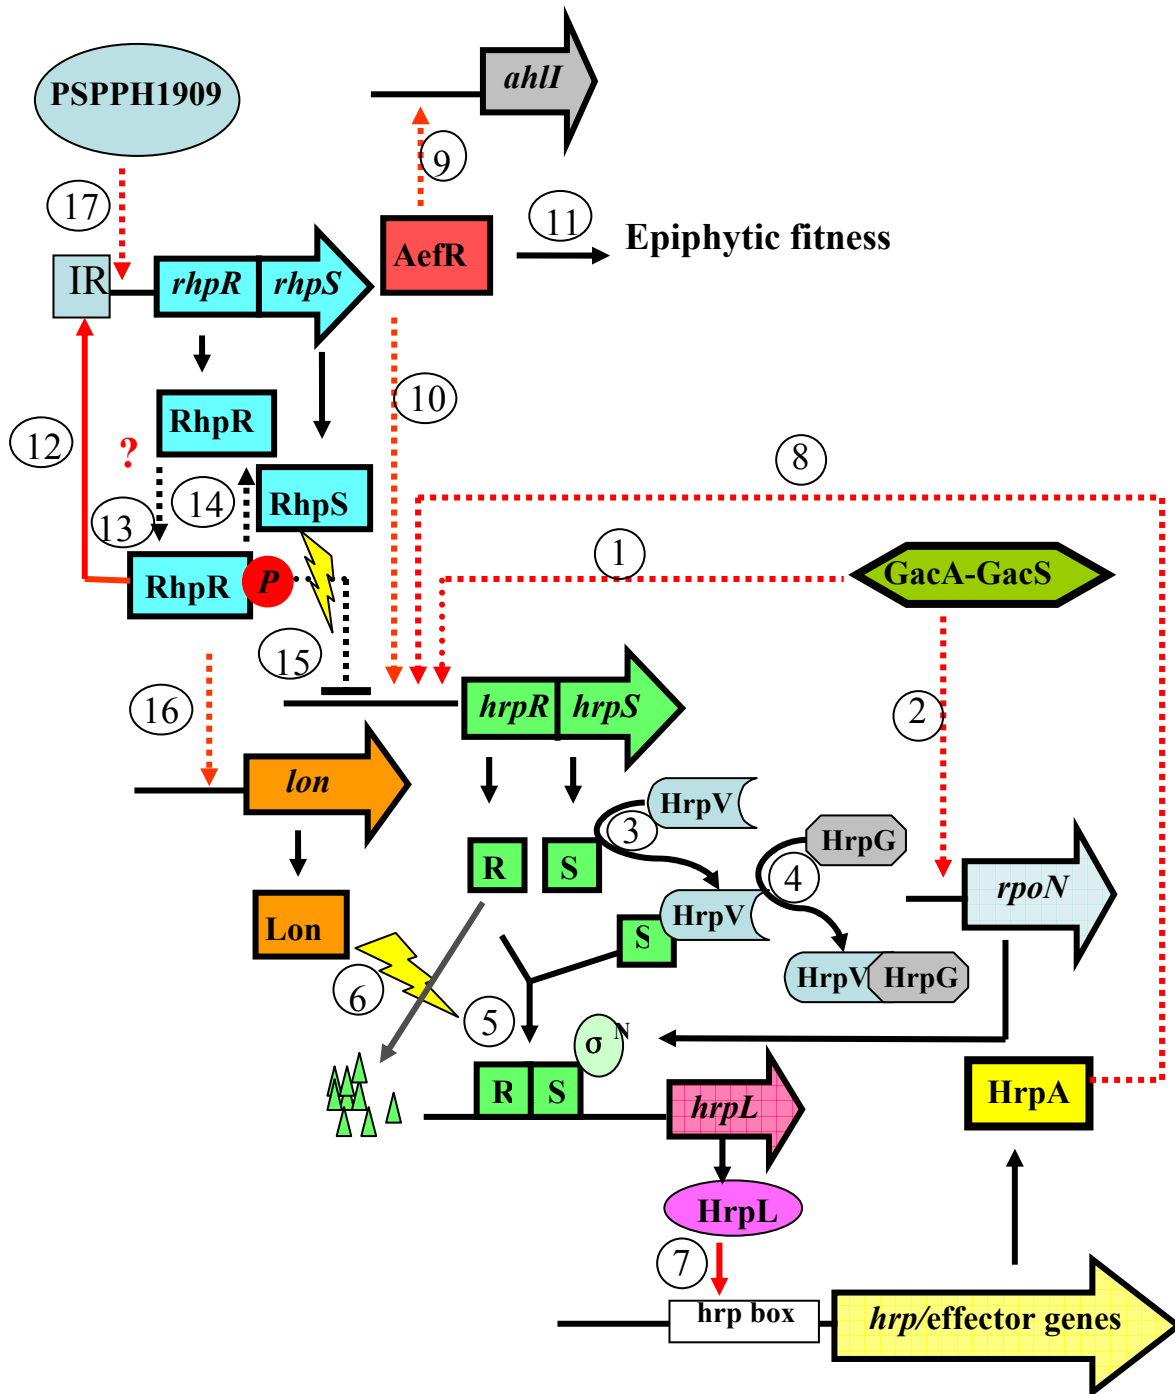 PSPPH1909
ahlI
9
17
11
AefR
Epiphytic fitness
IR
rhpR
rhpS
10
RhpR
12
?
8
14
RhpS
13
1
RhpR
P
GacA-GacS
15
16
hrpR
hrpS
2
lon
HrpV
3
HrpG
R
S
4
rpoN
HrpV
Lon
S
HrpV
HrpG
6
5
σ N
R
S
HrpA
hrpL
HrpL
7
hrp box
hrp/effector genes